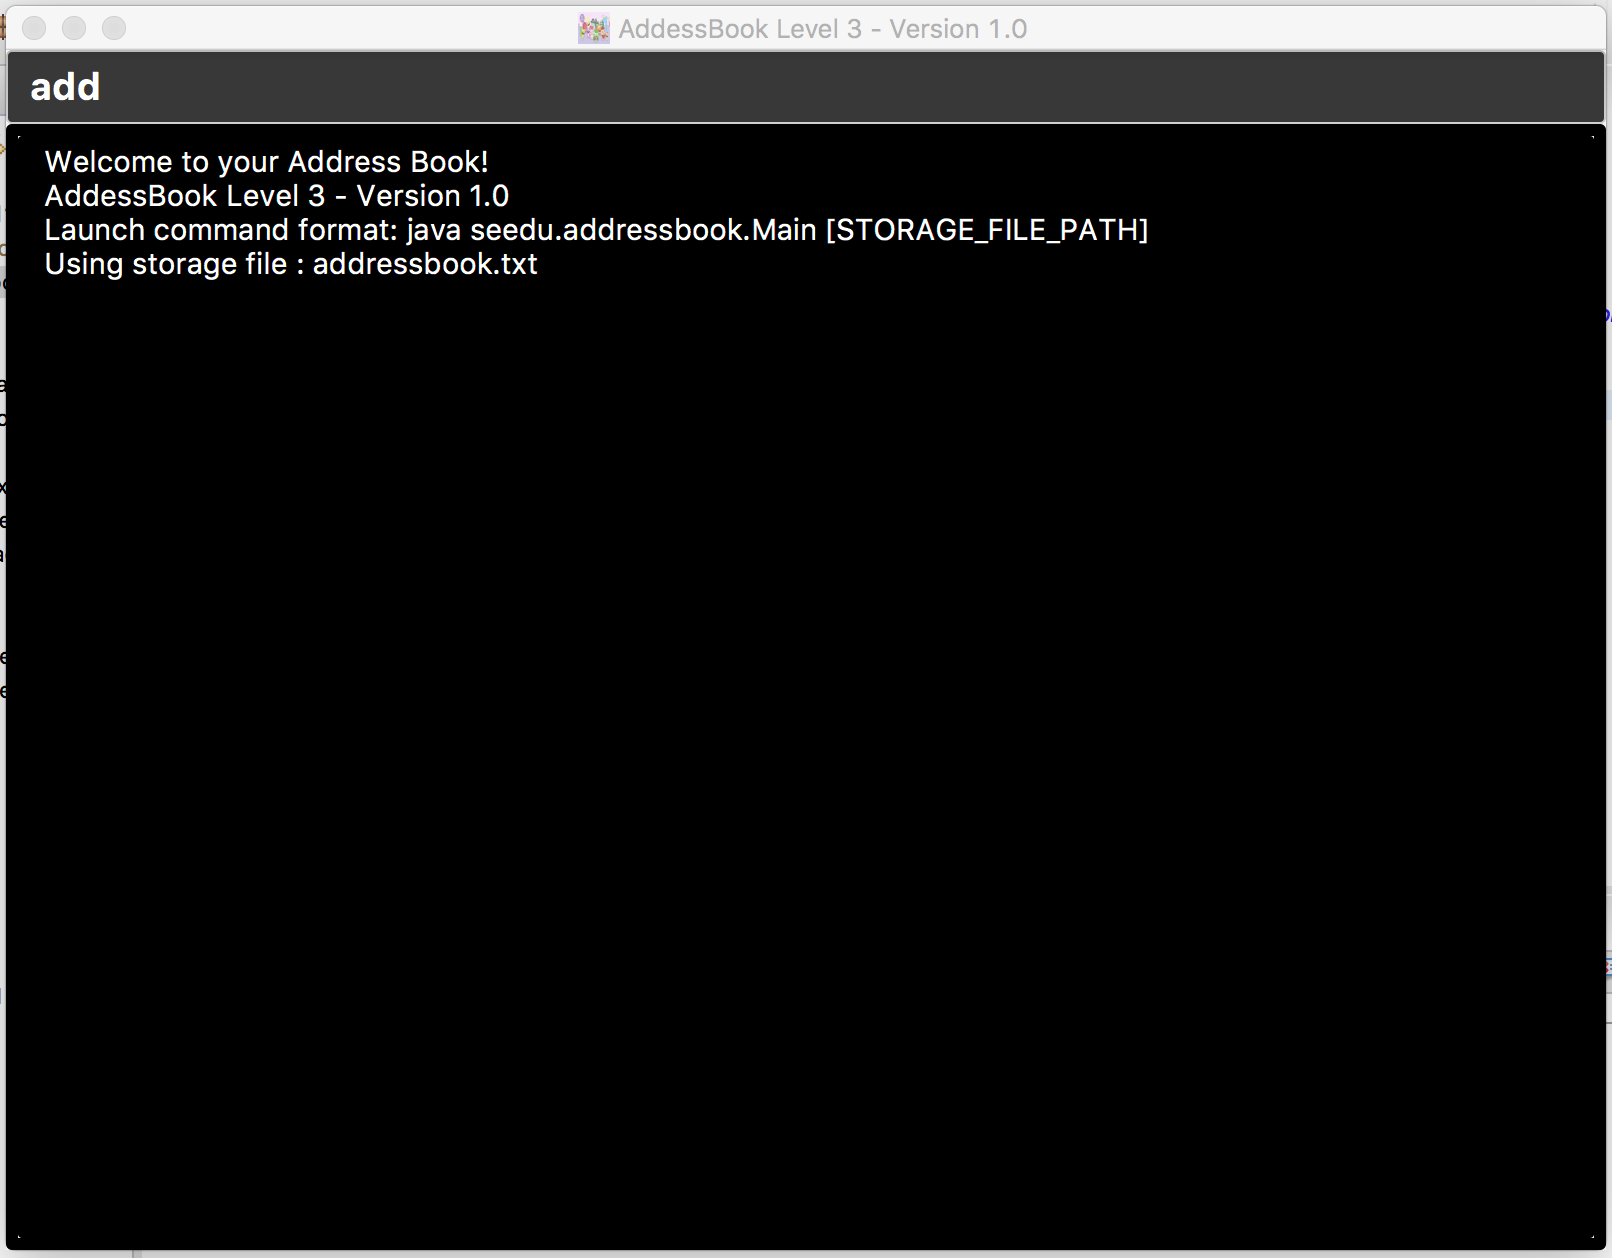 AddessBook Level 3 - Version 1.0
add
Welcome to your Address Book!
AddessBook Level 3 - Version 1.0
Launch command format: java seedu.addressbook.Main [STORAGE_FILE_PATH]
Using storage file : addressbook.txt